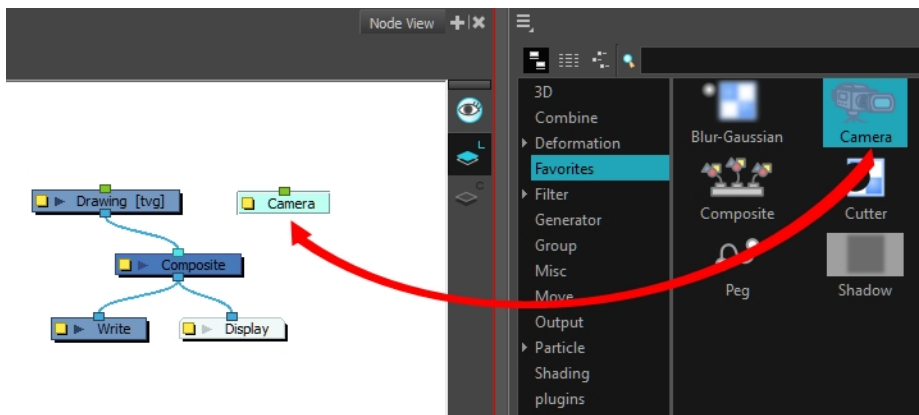 Node View
Drawing [tvg]
Camera
Composite
Write
Display
3D
Combine
Deformation
Favorites
Filter
Generator
Group
Misc
Move
Output
Particle
Shading
plugins
Blur-Gaussian
Camera
Composite
Cutter
Peg
Shadow
L
C